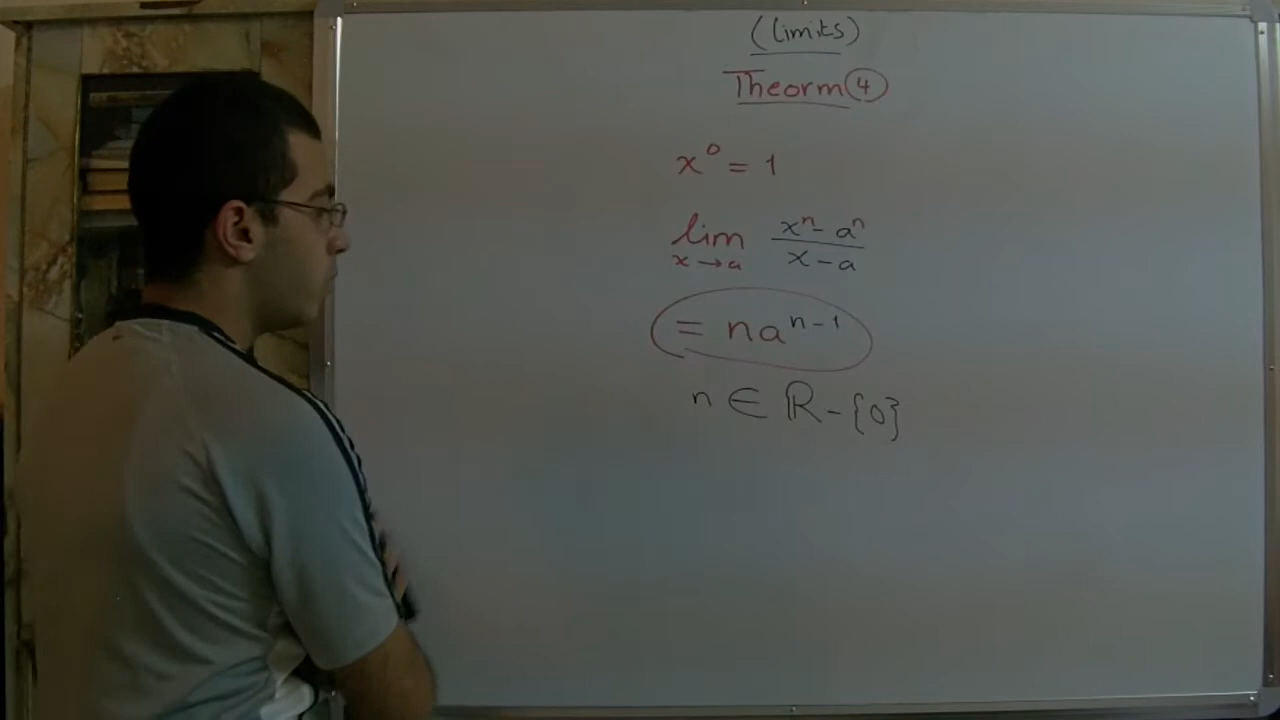 (limits)
Theorm ④
x⁰ = 1
lim x→a (xⁿ - aⁿ)/(x - a)
= naⁿ⁻¹
n ∈ ℝ - {0}